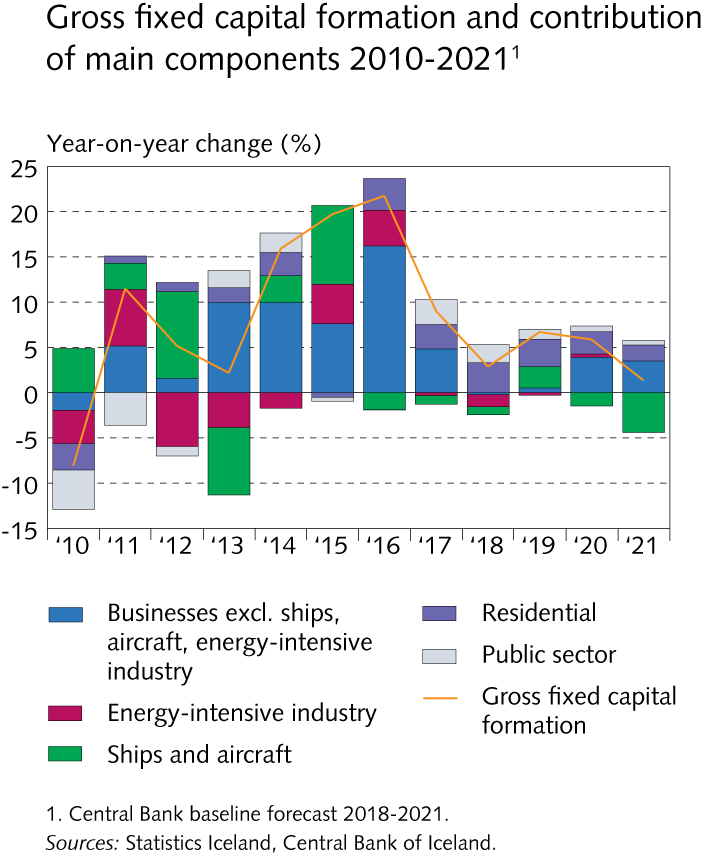 Gross fixed capital formation and contribution
of main components 2010-2021¹
Year-on-year change (%)
25
20
15
10
5
0
-5
-10
-15
‘10 ‘11 ‘12 ‘13 ‘14 ‘15 ‘16 ‘17 ‘18 ‘19 ‘20 ‘21
Businesses excl. ships,
aircraft, energy-intensive
industry
Energy-intensive industry
Ships and aircraft
Residential
Public sector
Gross fixed capital
formation
1. Central Bank baseline forecast 2018-2021.
Sources: Statistics Iceland, Central Bank of Iceland.